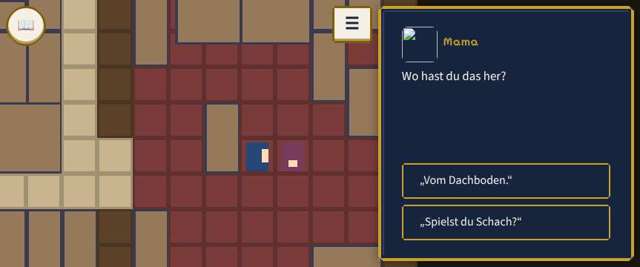 Mama
Wo hast du das her?
„Vom Dachboden.“
„Spielst du Schach?“